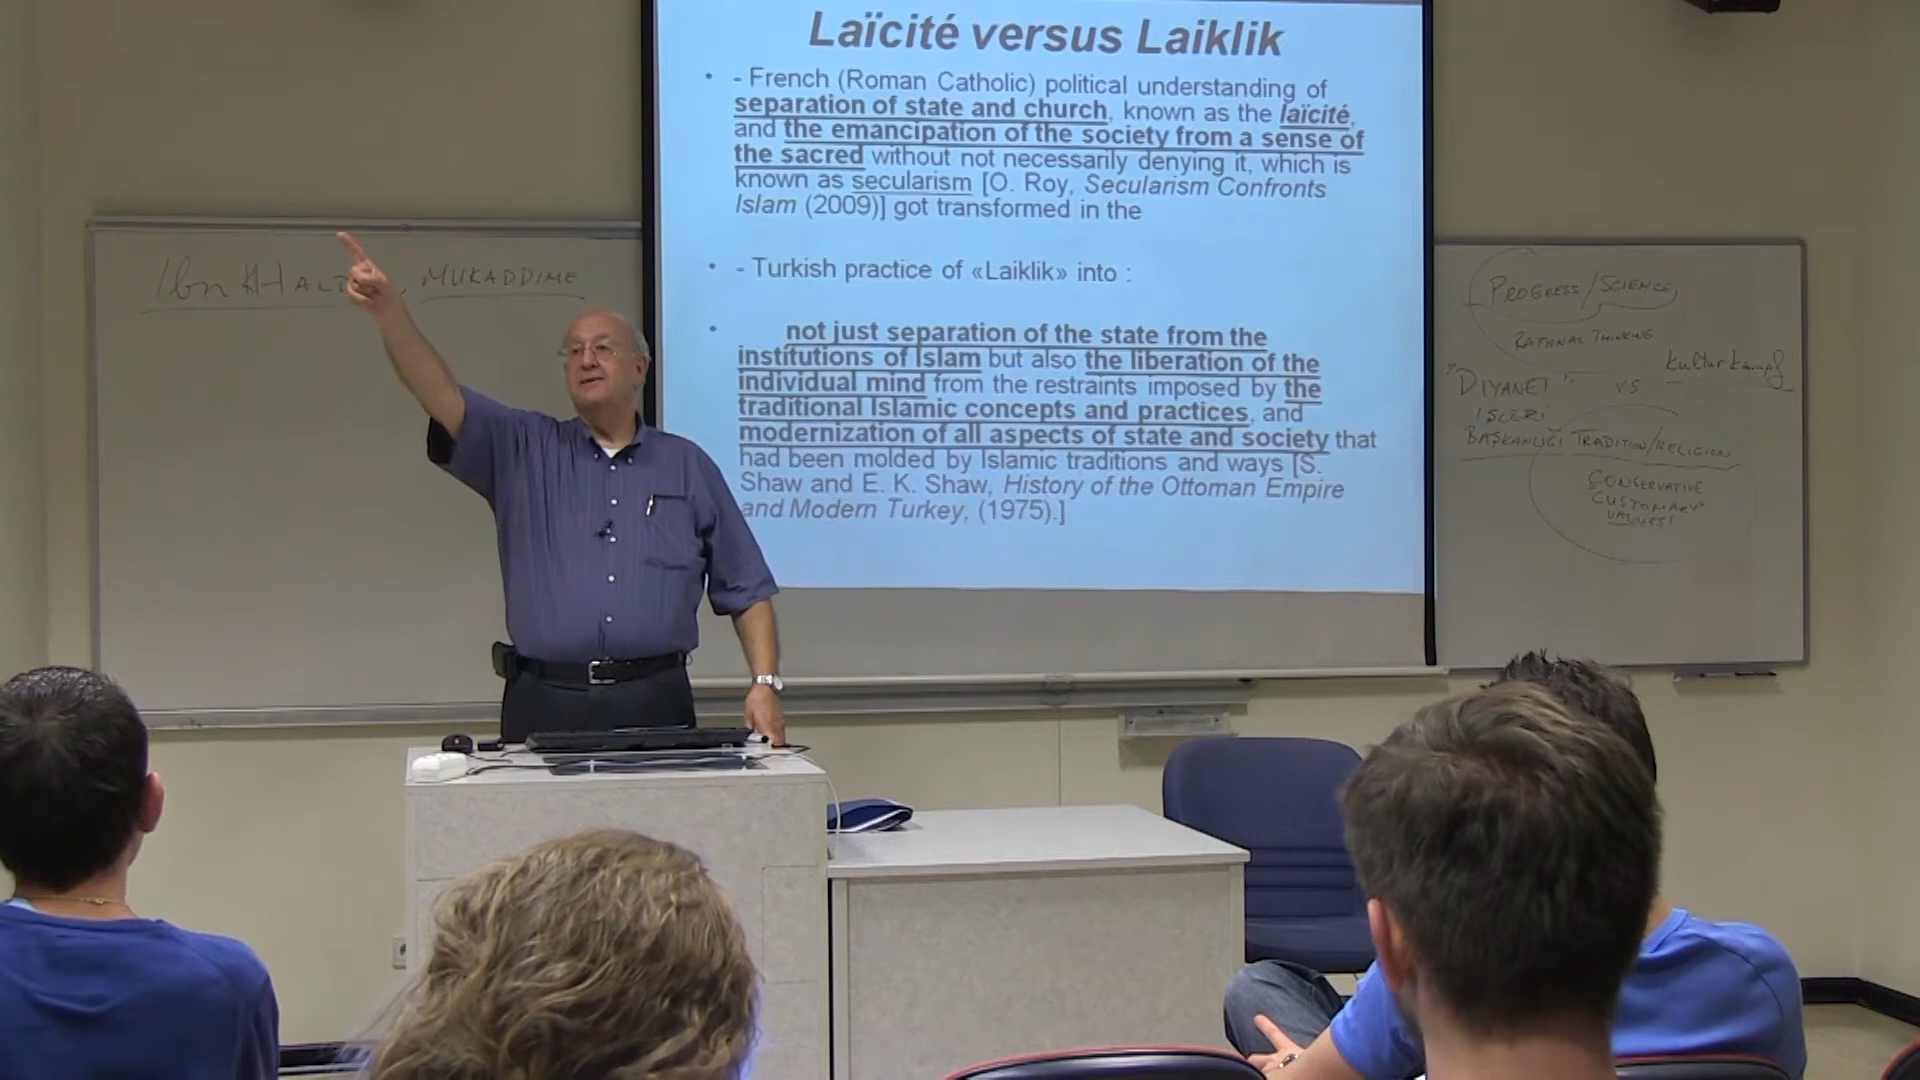 Ibn KHAL , MUKADDIME
Laïcité versus Laiklik
• - French (Roman Catholic) political understanding of
separation of state and church, known as the laïcité,
and the emancipation of the society from a sense of
the sacred without not necessarily denying it, which is
known as secularism [O. Roy, Secularism Confronts
Islam (2009)] got transformed in the
• - Turkish practice of «Laiklik» into :
• not just separation of the state from the
institutions of Islam but also the liberation of the
individual mind from the restraints imposed by the
traditional Islamic concepts and practices, and
modernization of all aspects of state and society that
had been molded by Islamic traditions and ways [S.
Shaw and E. K. Shaw, History of the Ottoman Empire
and Modern Turkey, (1975).]
PROGRESS/SCIENCE
RATIONAL THINKING
Kulturkampf
"DIYANET" VS
ISLERI
BAŞKANLIĞI TRADITION/RELIGION
CONSERVATIVE
CUSTOMARY
VALUES!